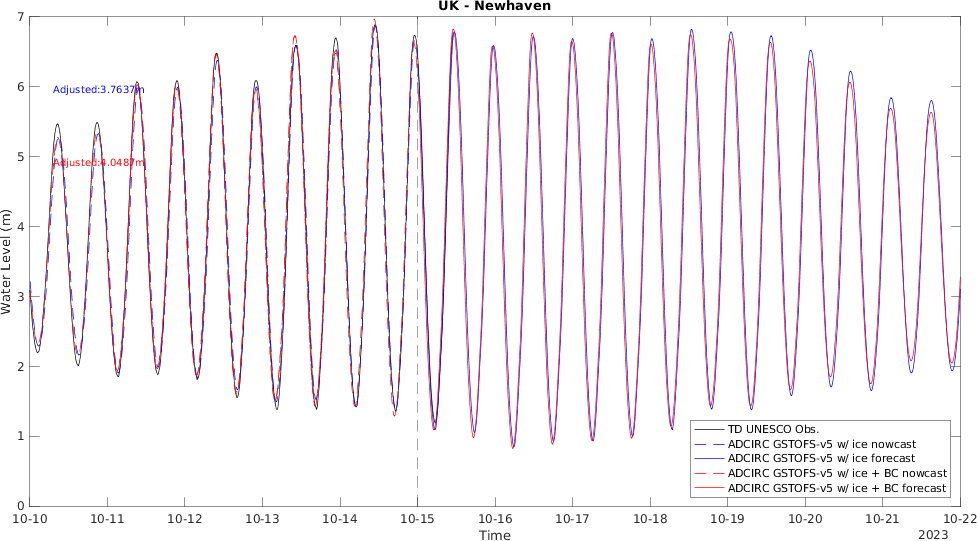 UK - Newhaven
7
6
5
4
3
2
1
0
Water Level (m)
Adjusted:3.7637m
Adjusted:4.0487m
TD UNESCO Obs.
ADCIRC GSTOFS-v5 w/ ice nowcast
ADCIRC GSTOFS-v5 w/ ice forecast
ADCIRC GSTOFS-v5 w/ ice + BC nowcast
ADCIRC GSTOFS-v5 w/ ice + BC forecast
10-10 10-11 10-12 10-13 10-14 10-15 10-16 10-17 10-18 10-19 10-20 10-21 10-22
Time
2023